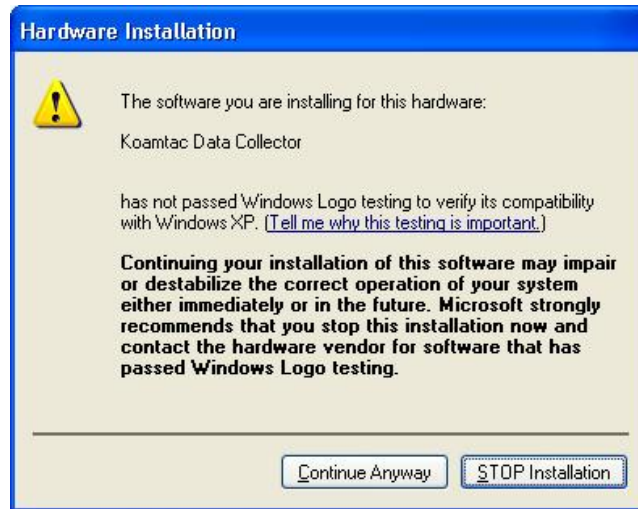 Hardware Installation
The software you are installing for this hardware:
Koamtac Data Collector
has not passed Windows Logo testing to verify its compatibility
with Windows XP. (Tell me why this testing is important.)
Continuing your installation of this software may impair
or destabilize the correct operation of your system
either immediately or in the future. Microsoft strongly
recommends that you stop this installation now and
contact the hardware vendor for software that has
passed Windows Logo testing.
Continue Anyway
STOP Installation